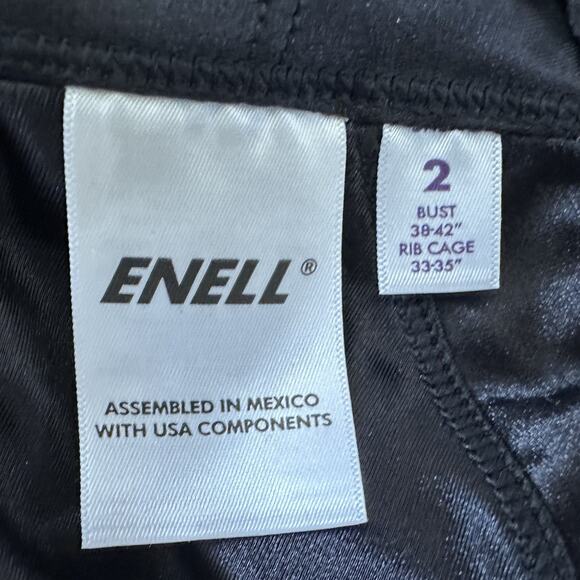 ENELL®
ASSEMBLED IN MEXICO
WITH USA COMPONENTS
2
BUST
38-42"
RIB CAGE
33-35"